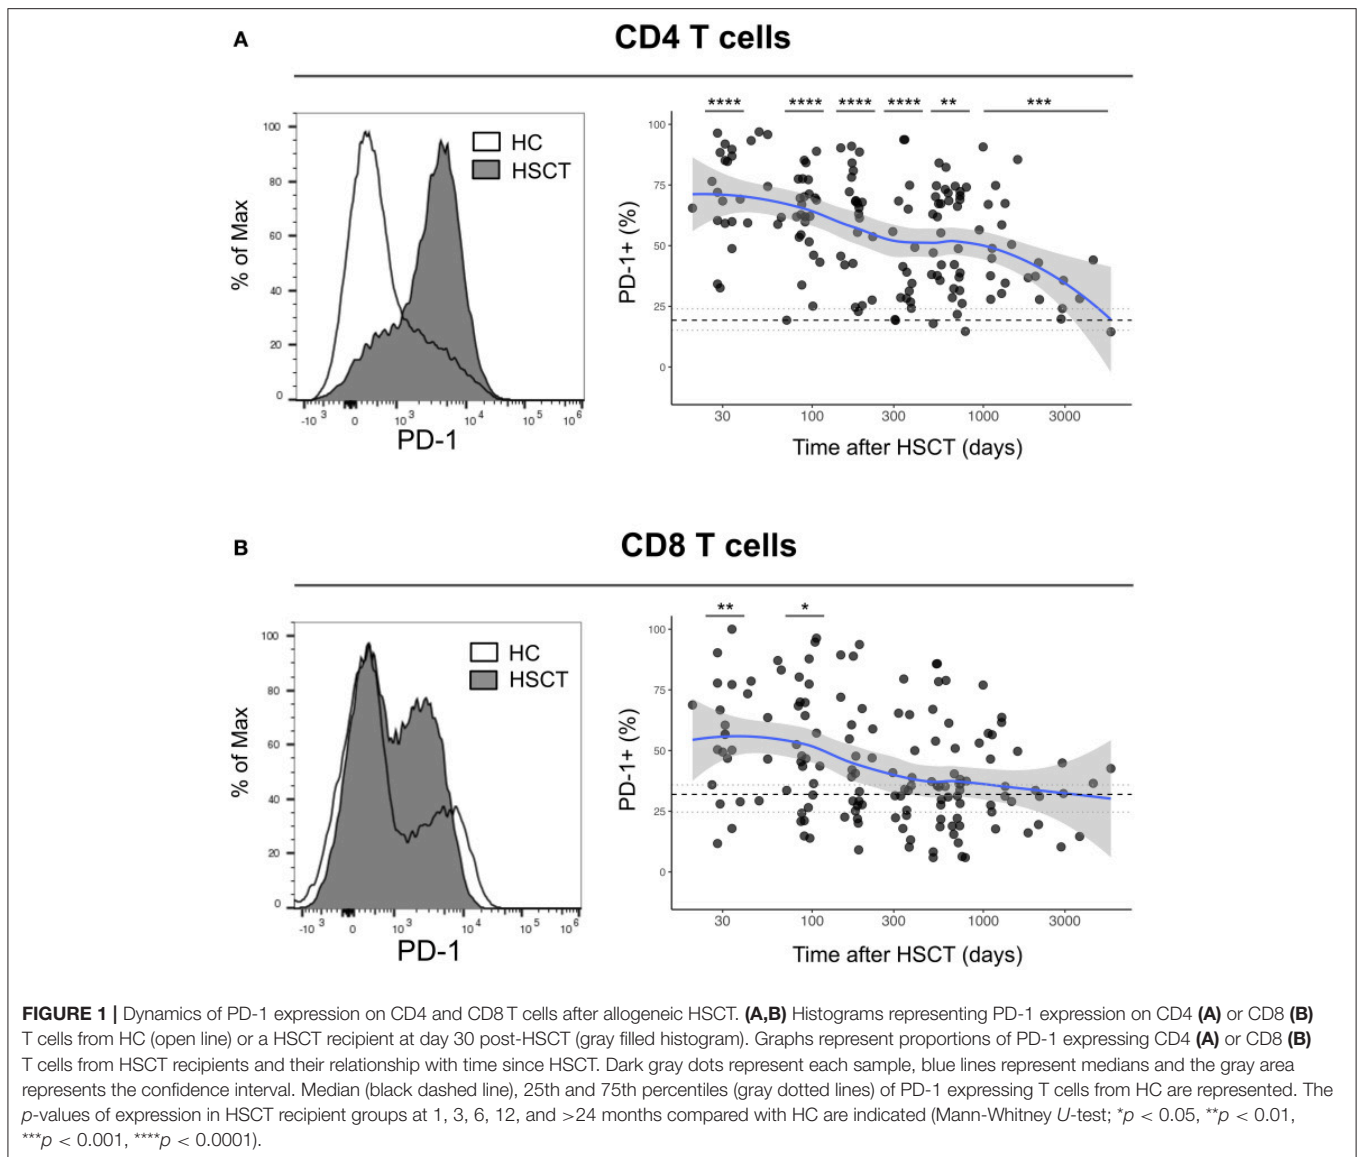 A
CD4 T cells
HC
HSCT
% of Max
100
80
60
40
20
0
-10 3
0
10 3
10 4
10 5
10 6
PD-1
****
****
****
****
**
***
PD-1+ (%)
100
75
50
25
0
30
100
300
1000
3000
Time after HSCT (days)
B
CD8 T cells
HC
HSCT
% of Max
100
80
60
40
20
0
-10 3
0
10 3
10 4
10 5
10 6
PD-1
**
*
PD-1+ (%)
100
75
50
25
0
30
100
300
1000
3000
Time after HSCT (days)
FIGURE 1 | Dynamics of PD-1 expression on CD4 and CD8 T cells after allogeneic HSCT. (A,B) Histograms representing PD-1 expression on CD4 (A) or CD8 (B)
T cells from HC (open line) or a HSCT recipient at day 30 post-HSCT (gray filled histogram). Graphs represent proportions of PD-1 expressing CD4 (A) or CD8 (B)
T cells from HSCT recipients and their relationship with time since HSCT. Dark gray dots represent each sample, blue lines represent medians and the gray area
represents the confidence interval. Median (black dashed line), 25th and 75th percentiles (gray dotted lines) of PD-1 expressing T cells from HC are represented. The
p-values of expression in HSCT recipient groups at 1, 3, 6, 12, and >24 months compared with HC are indicated (Mann-Whitney U-test; *p < 0.05, **p < 0.01,
***p < 0.001, ****p < 0.0001).